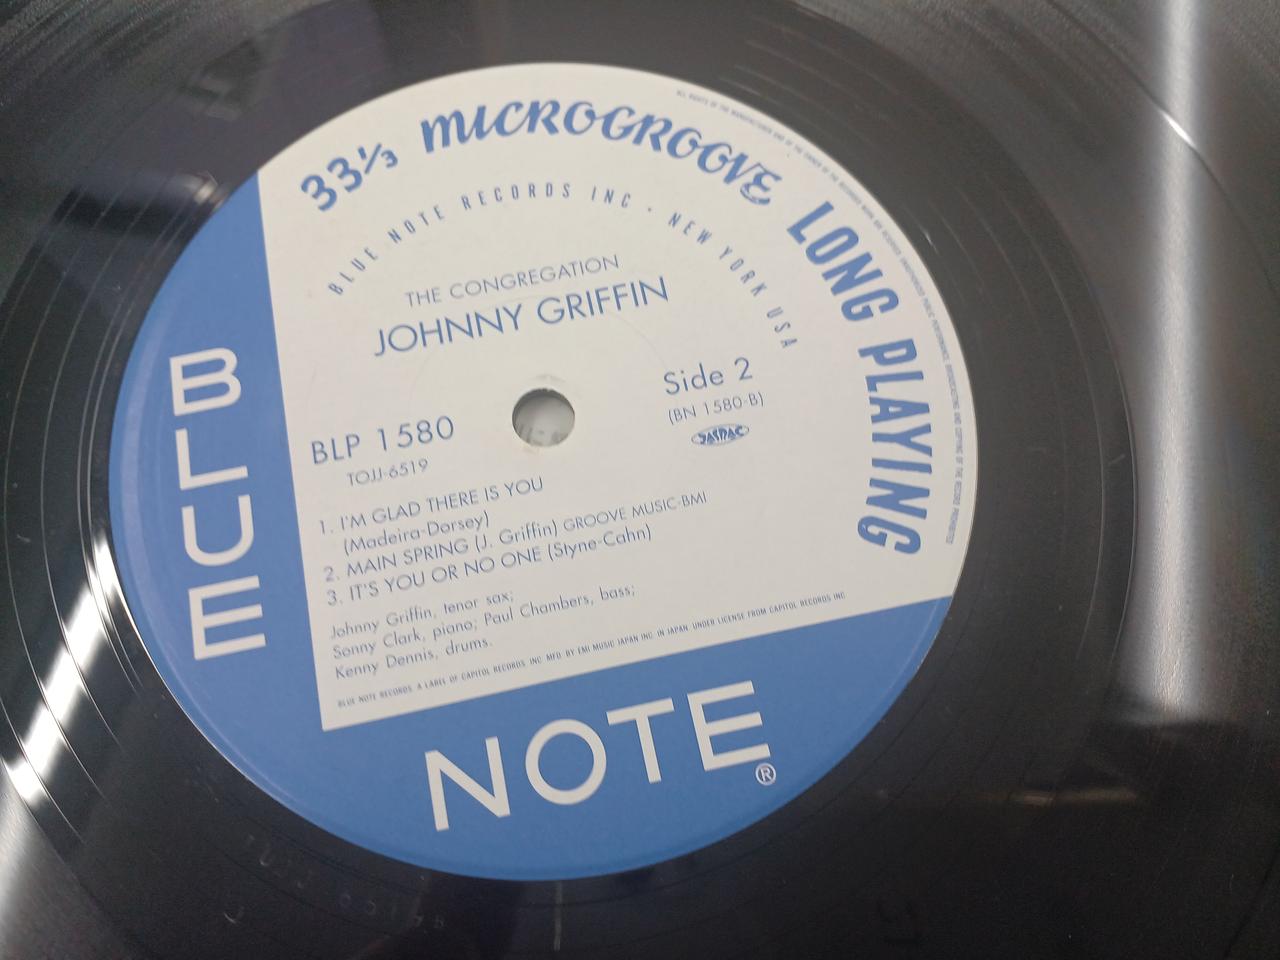 33⅓ MICROGROOVE LONG PLAYING
BLUE NOTE RECORDS INC · NEW YORK USA
THE CONGREGATION
JOHNNY GRIFFIN
BLP 1580
TOJJ-6519
Side 2
(BN 1580-B)
JASRAC
1. I'M GLAD THERE IS YOU
(Madeira-Dorsey)
2. MAIN SPRING (J. Griffin) GROOVE MUSIC-BMI
3. IT'S YOU OR NO ONE (Styne-Cahn)
Johnny Griffin, tenor sax;
Sonny Clark, piano; Paul Chambers, bass;
Kenny Dennis, drums.
BLUE NOTE RECORDS. A LABEL OF CAPITOL RECORDS. INC MFD. BY EMI MUSIC JAPAN INC. IN JAPAN. UNDER LICENSE FROM CAPITOL RECORDS INC
BLUE
NOTE®